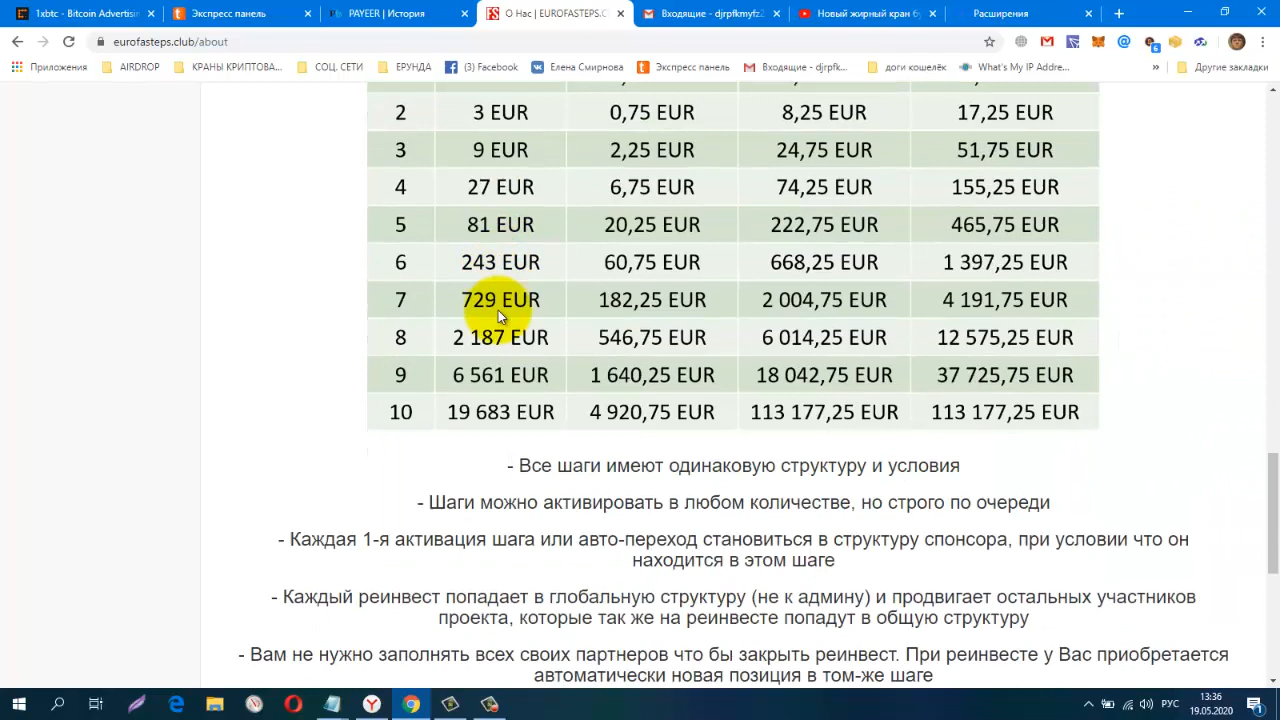 1xbtc - Bitcoin Advertisin
Экспресс панель
PAYEER | История
О Нас | EUROFASTEPS.C
Входящие - djrpfkmyfz
Новый жирный кран б
Расширения
eurofasteps.club/about
6
Приложения
AIRDROP
КРАНЫ КРИПТОВА...
СОЦ. СЕТИ
ЕРУНДА
(3) Facebook
Елена Смирнова
Экспресс панель
Входящие - djrpfk...
доги кошелёк
What's My IP Addre...
»
Другие закладки
2 3 EUR 0,75 EUR 8,25 EUR 17,25 EUR
3 9 EUR 2,25 EUR 24,75 EUR 51,75 EUR
4 27 EUR 6,75 EUR 74,25 EUR 155,25 EUR
5 81 EUR 20,25 EUR 222,75 EUR 465,75 EUR
6 243 EUR 60,75 EUR 668,25 EUR 1 397,25 EUR
7 729 EUR 182,25 EUR 2 004,75 EUR 4 191,75 EUR
8 2 187 EUR 546,75 EUR 6 014,25 EUR 12 575,25 EUR
9 6 561 EUR 1 640,25 EUR 18 042,75 EUR 37 725,75 EUR
10 19 683 EUR 4 920,75 EUR 113 177,25 EUR 113 177,25 EUR
- Все шаги имеют одинаковую структуру и условия
- Шаги можно активировать в любом количестве, но строго по очереди
- Каждая 1-я активация шага или авто-переход становиться в структуру спонсора, при условии что он
находится в этом шаге
- Каждый реинвест попадает в глобальную структуру (не к админу) и продвигает остальных участников
проекта, которые так же на реинвесте попадут в общую структуру
- Вам не нужно заполнять всех своих партнеров что бы закрыть реинвест. При реинвесте у Вас приобретается
автоматически новая позиция в том-же шаге
РУС
13:36
19.05.2020